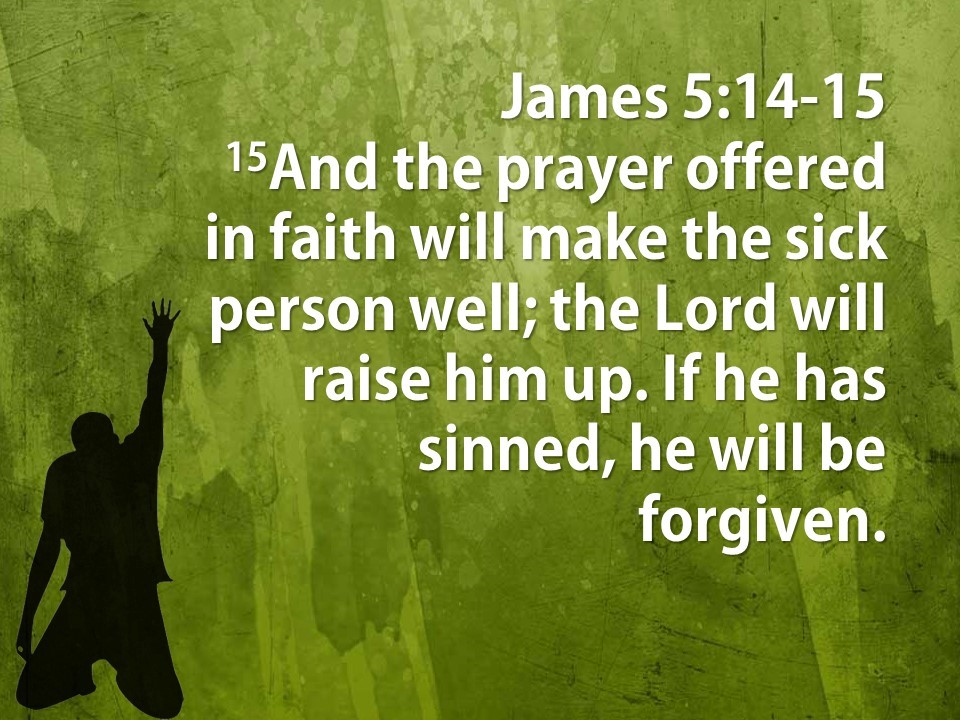 James 5:14-15
¹⁵And the prayer offered
in faith will make the sick
person well; the Lord will
raise him up. If he has
sinned, he will be
forgiven.